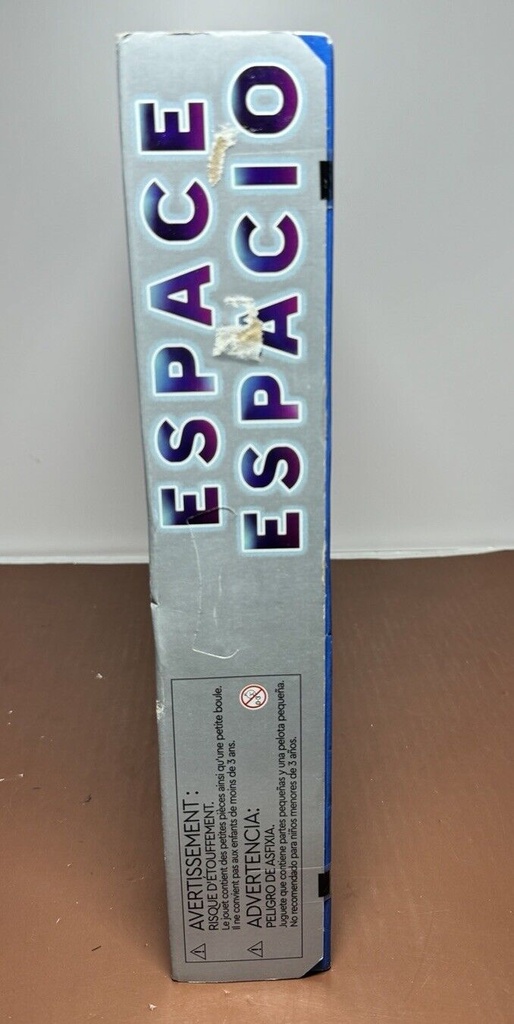 ESPACE
ESPACIO
AVERTISSEMENT :
RISQUE D'ÉTOUFFEMENT.
Le jouet contient des petites pièces ainsi qu'une petite boule.
Il ne convient pas aux enfants de moins de 3 ans.
ADVERTENCIA:
PELIGRO DE ASFIXIA.
Juguete que contiene partes pequeñas y una pelota pequeña.
No recomendado para niños menores de 3 años.